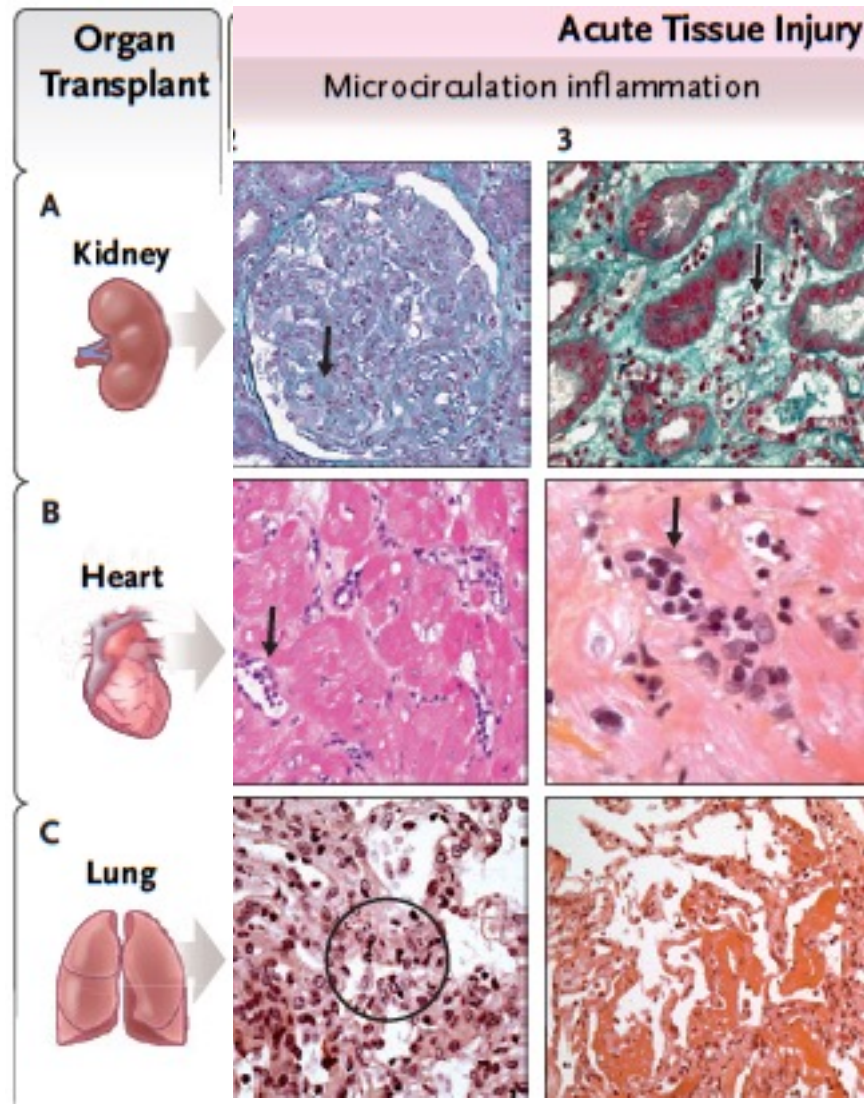 Organ
Transplant
Acute Tissue Injury
Microcirculation inflammation
3
A
Kidney
B
Heart
C
Lung